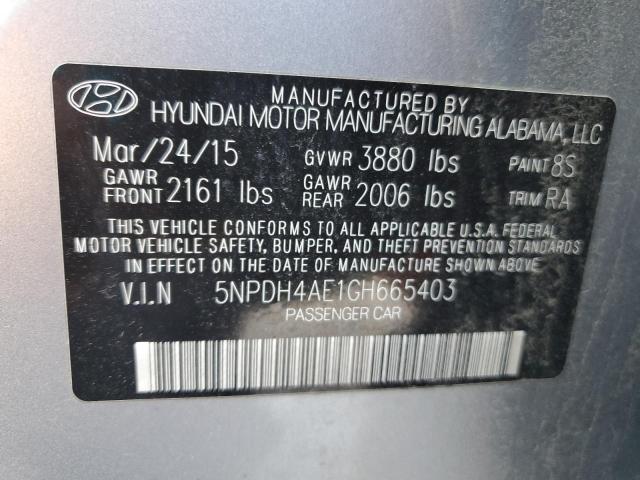 MANUFACTURED BY
HYUNDAI MOTOR MANUFACTURING ALABAMA, LLC
Mar/24/15 GVWR 3880 lbs PAINT 8S
GAWR FRONT 2161 lbs GAWR REAR 2006 lbs TRIM RA
THIS VEHICLE CONFORMS TO ALL APPLICABLE U.S.A. FEDERAL
MOTOR VEHICLE SAFETY, BUMPER, AND THEFT PREVENTION STANDARDS
IN EFFECT ON THE DATE OF MANUFACTURE SHOWN ABOVE.
V.I.N 5NPDH4AE1GH665403
PASSENGER CAR